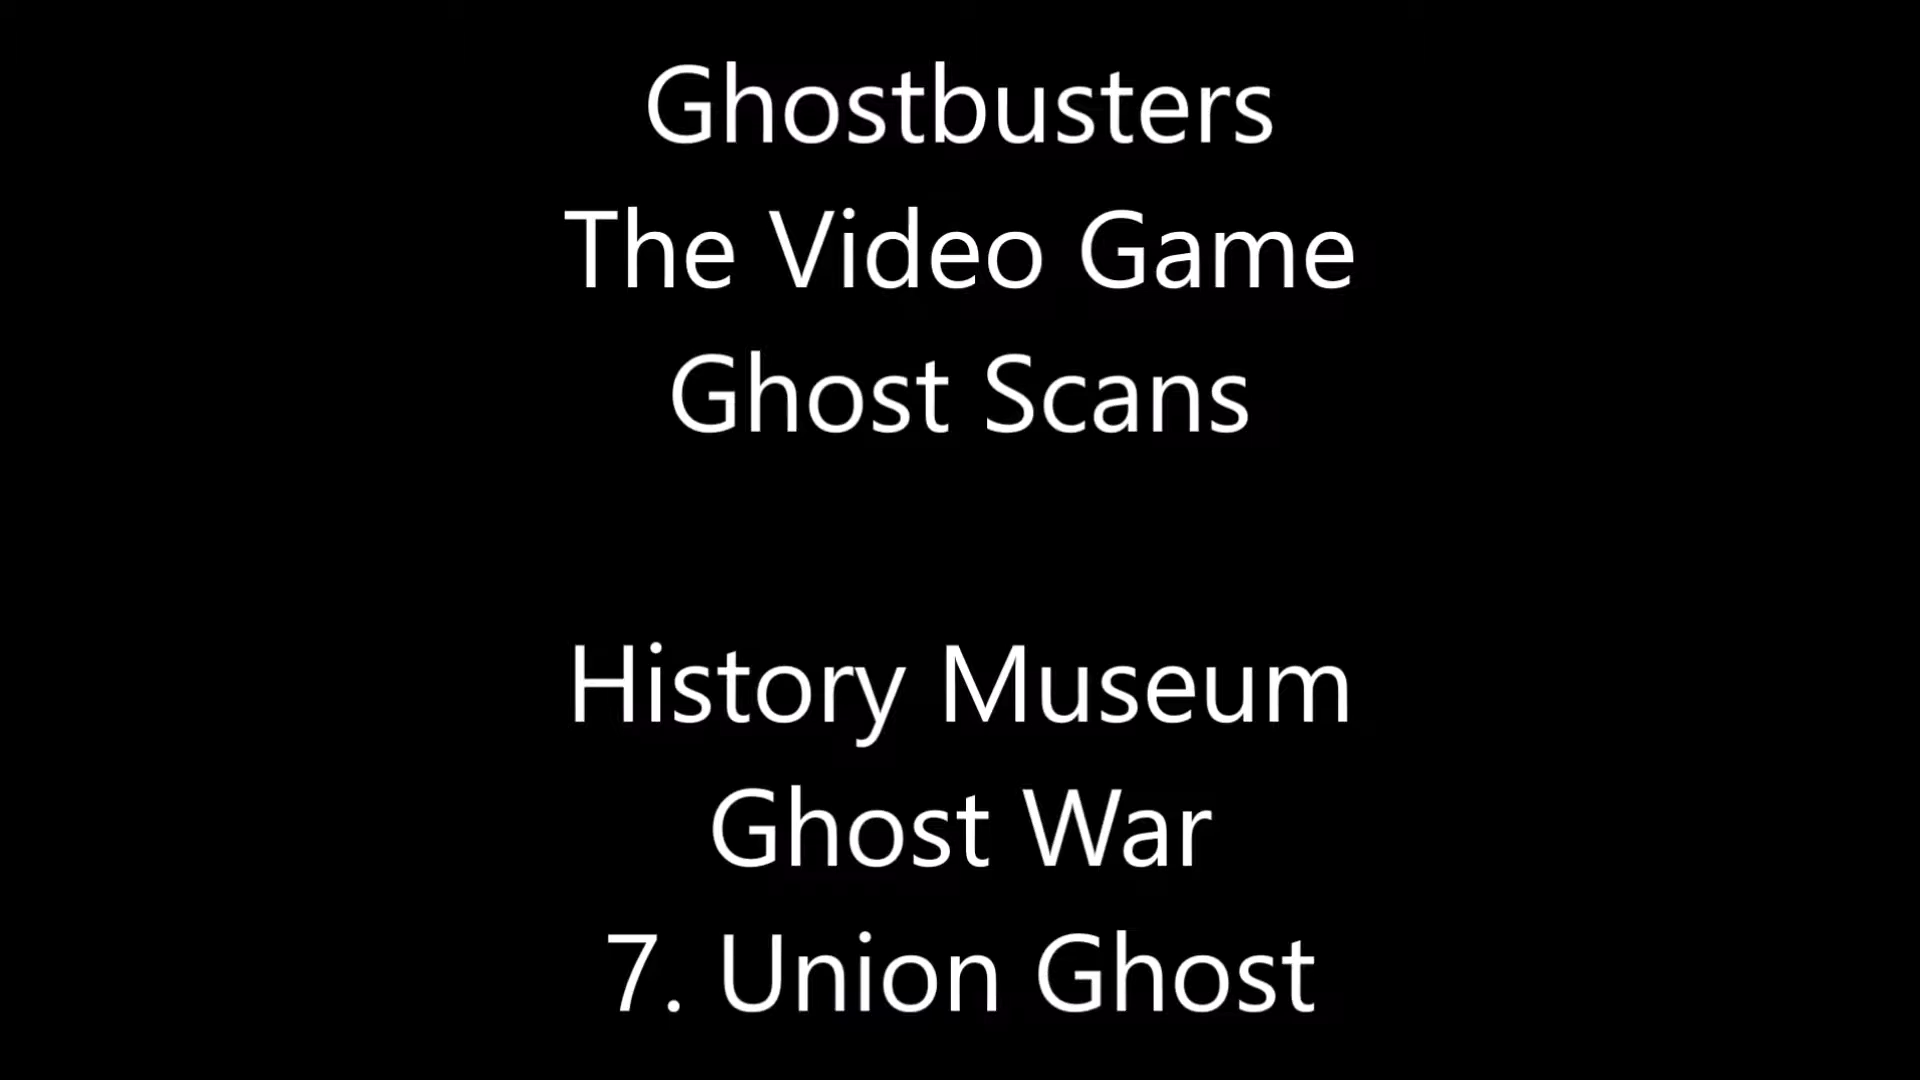 Ghostbusters
The Video Game
Ghost Scans
History Museum
Ghost War
7. Union Ghost